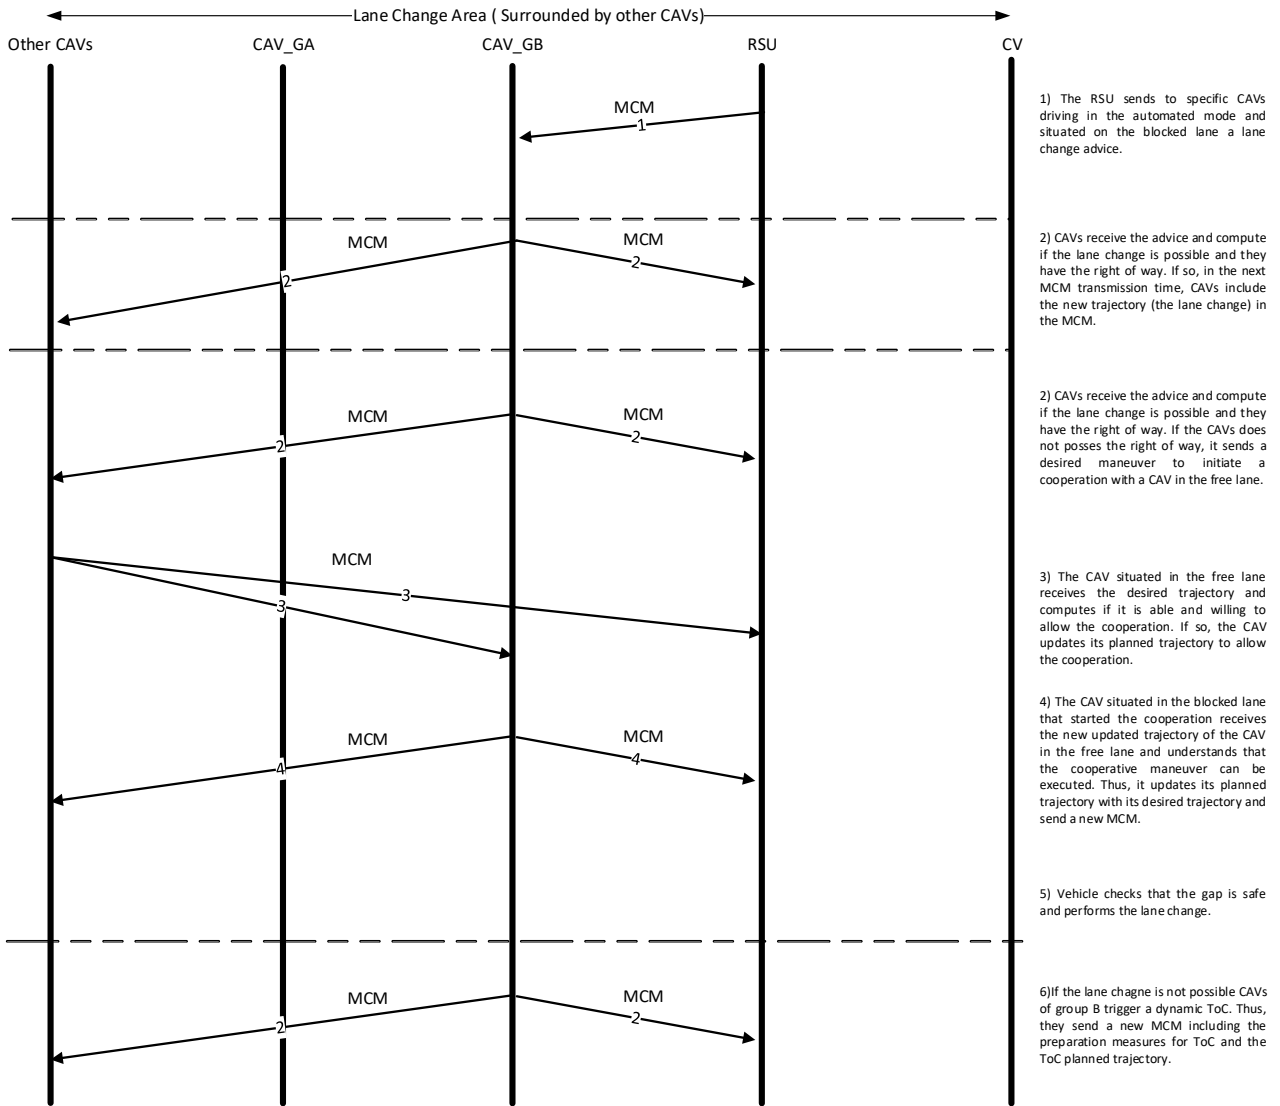 Lane Change Area ( Surrounded by other CAVs)
Other CAVs
CAV_GA
CAV_GB
RSU
CV
MCM
1
1) The RSU sends to specific CAVs
driving in the automated mode and
situated on the blocked lane a lane
change advice.
MCM
MCM
2
2
2) CAVs receive the advice and compute
if the lane change is possible and they
have the right of way. If so, in the next
MCM transmission time, CAVs include
the new trajectory (the lane change) in
the MCM.
MCM
MCM
2
2
2) CAVs receive the advice and compute
if the lane change is possible and they
have the right of way. If the CAVs does
not posses the right of way, it sends a
desired maneuver to initiate a
cooperation with a CAV in the free lane.
MCM
3
3
3) The CAV situated in the free lane
receives the desired trajectory and
computes if it is able and willing to
allow the cooperation. If so, the CAV
updates its planned trajectory to allow
the cooperation.
MCM
MCM
4
4
4) The CAV situated in the blocked lane
that started the cooperation receives
the new updated trajectory of the CAV
in the free lane and understands that
the cooperative maneuver can be
executed. Thus, it updates its planned
trajectory with its desired trajectory and
send a new MCM.
5) Vehicle checks that the gap is safe
and performs the lane change.
MCM
MCM
2
2
6)If the lane chagne is not possible CAVs
of group B trigger a dynamic ToC. Thus,
they send a new MCM including the
preparation measures for ToC and the
ToC planned trajectory.